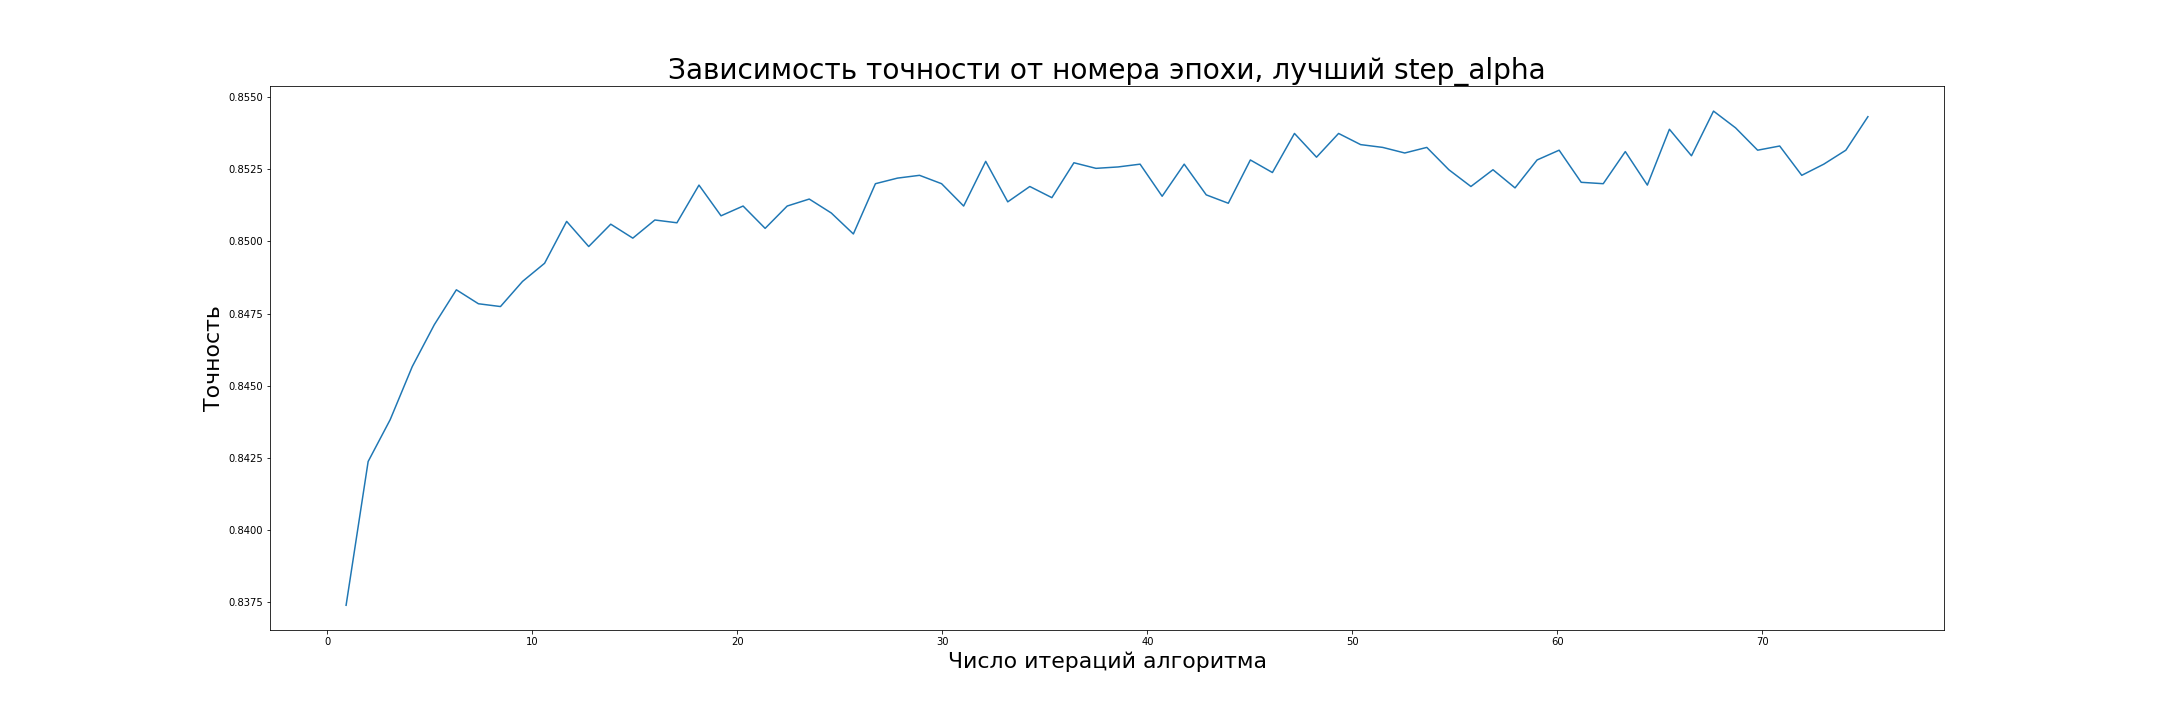 Зависимость точности от номера эпохи, лучший step_alpha
Точность
0.8550
0.8525
0.8500
0.8475
0.8450
0.8425
0.8400
0.8375
0 10 20 30 40 50 60 70
Число итераций алгоритма